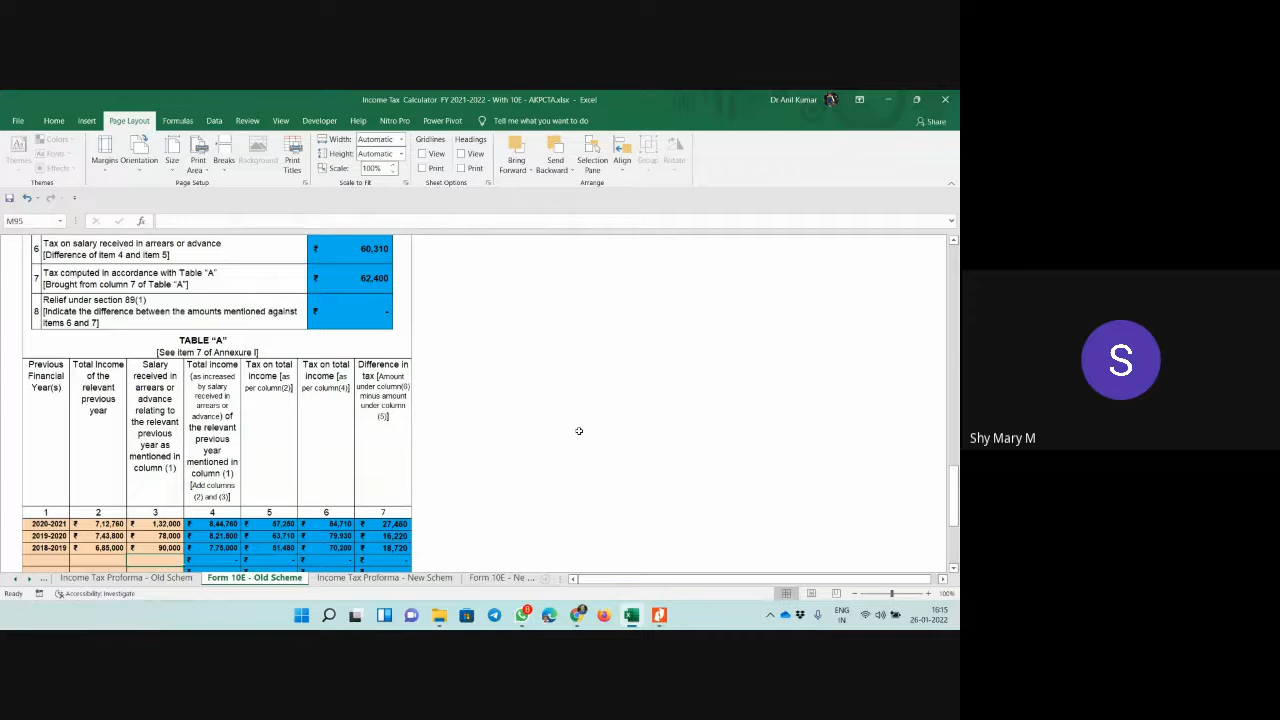 Income Tax Calculator FY 2021-2022 - With 10E - AKPCTA.xlsx - Excel
Dr Anil Kumar
File Home Insert Page Layout Formulas Data Review View Developer Help Nitro Pro Power Pivot Tell me what you want to do Share
Themes Colors Fonts Effects
Margins Orientation Size Print Area Breaks Background Print Titles
Width: Automatic
Height: Automatic
Scale: 100%
Gridlines Headings
View View
Print Print
Bring Forward Send Backward Selection Pane Align Group Rotate
Themes Page Setup Scale to Fit Sheet Options Arrange
M95
6 Tax on salary received in arrears or advance
[Difference of item 4 and item 5] ₹ 60,310
7 Tax computed in accordance with Table "A"
[Brought from column 7 of Table "A"] ₹ 62,400
8 Relief under section 89(1)
[Indicate the difference between the amounts mentioned against
items 6 and 7] ₹ -
TABLE "A"
[See item 7 of Annexure I]
Previous
Financial
Year(s)
Total Income
of the
relevant
previous
year
Salary
received in
arrears or
advance
relating to
the relevant
previous
year as
mentioned in
column (1)
Total income
(as increased
by salary
received in
arrears or
advance) of
the relevant
previous
year
mentioned in
column (1)
[Add columns
(2) and (3)]
Tax on total
income [as
per column(2)]
Tax on total
income [as
per column(4)]
Difference in
tax [Amount
under column(6)
minus amount
under column
(5)]
1 2 3 4 5 6 7
2020-2021 ₹ 7,12,760 ₹ 1,32,000 ₹ 8,44,760 ₹ 57,250 ₹ 84,710 ₹ 27,460
2019-2020 ₹ 7,43,800 ₹ 78,000 ₹ 8,21,800 ₹ 63,710 ₹ 79,930 ₹ 16,220
2018-2019 ₹ 6,85,000 ₹ 90,000 ₹ 7,75,000 ₹ 51,480 ₹ 70,200 ₹ 18,720
₹ - ₹ - ₹ - ₹ -
... Income Tax Proforma - Old Schem Form 10E - Old Scheme Income Tax Proforma - New Schem Form 10E - Ne ...
Ready Accessibility: Investigate 100%
ENG
IN
16:15
26-01-2022
S
Shy Mary M